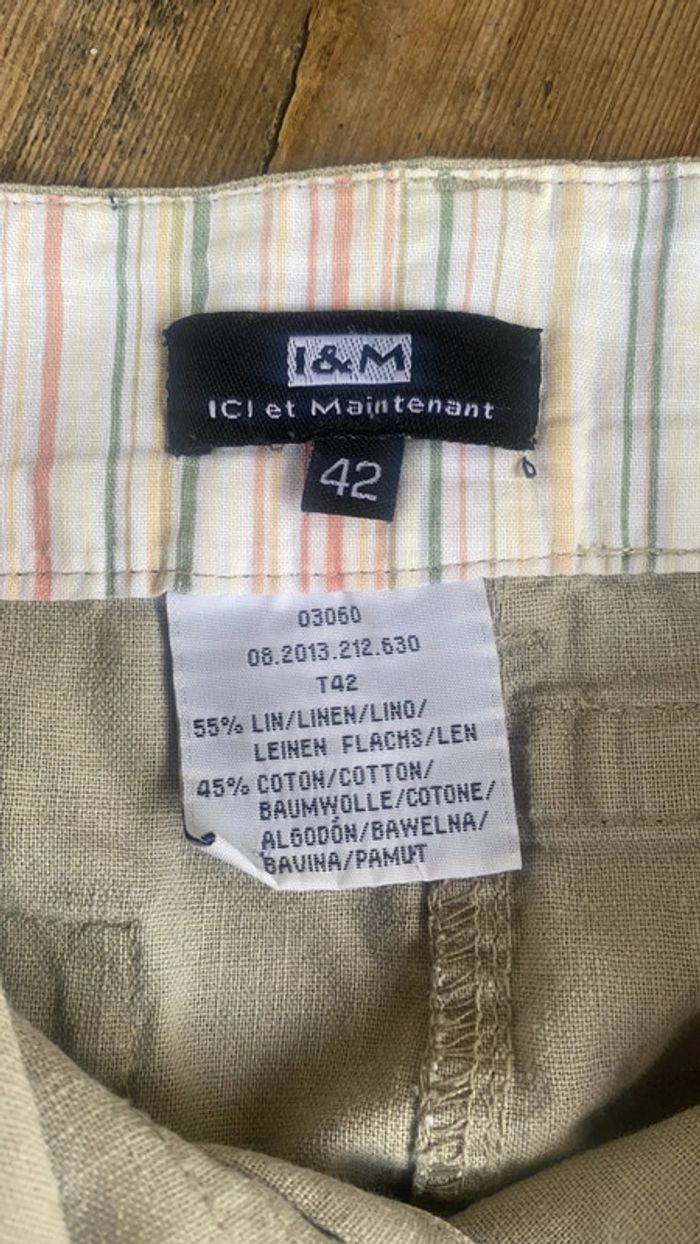 I&M
ICI et Maintenant
42
03060
08.2013.212.630
T42
55% LIN/LINEN/LINO/
LEINEN FLACHS/LEN
45% COTON/COTTON/
BAUMWOLLE/COTONE/
ALGODÓN/BAWELNA/
BAVINA/PAMUT